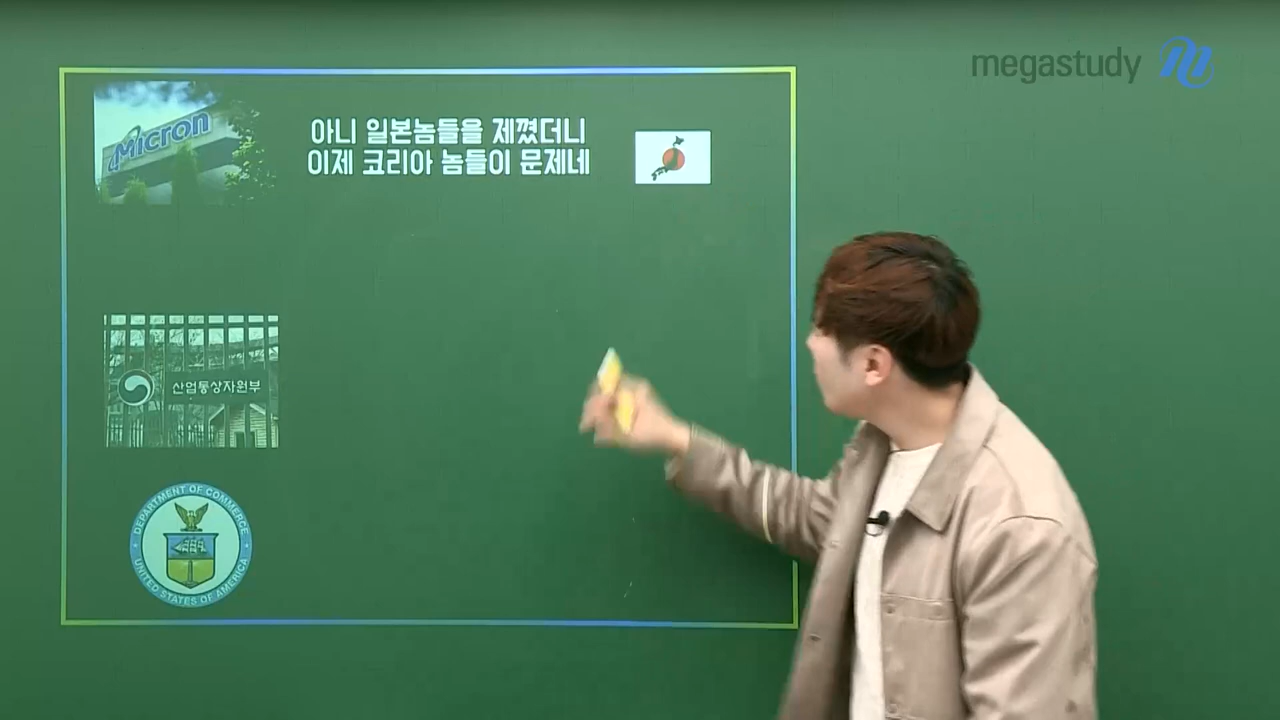 megastudy
Micron
아니 일본놈들을 제꼈더니
이제 코리아 놈들이 문제네
산업통상자원부
DEPARTMENT OF COMMERCE
UNITED STATES OF AMERICA